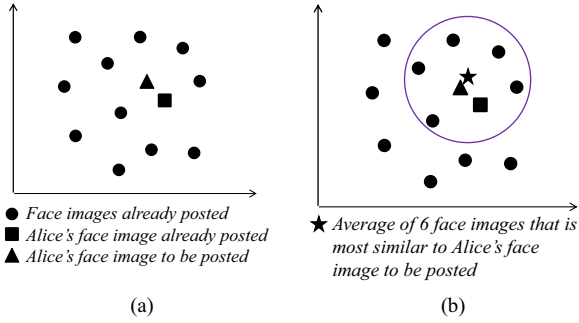 Face images already posted
Alice's face image already posted
Alice's face image to be posted
(a)
Average of 6 face images that is
most similar to Alice's face
image to be posted
(b)